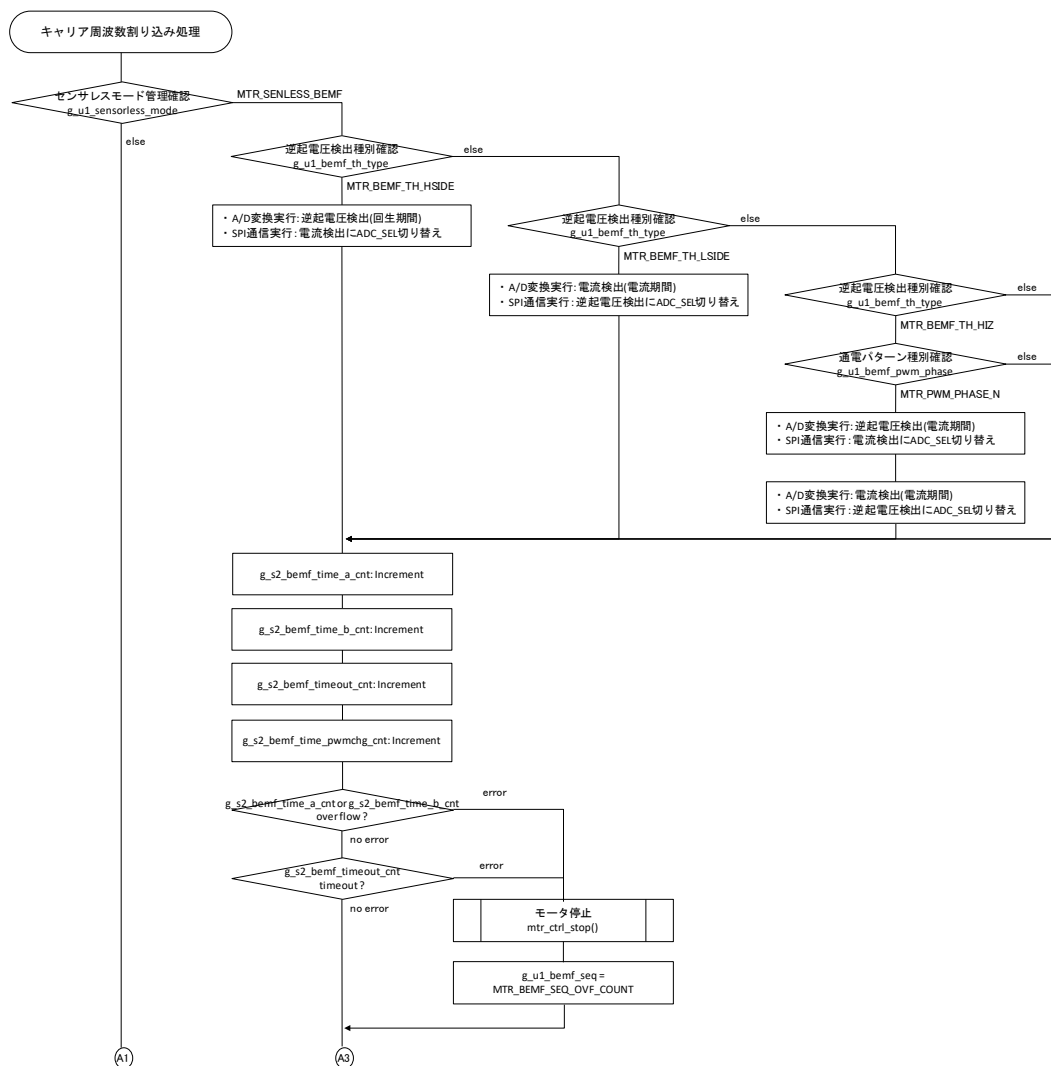 キャリア周波数割り込み処理
センサレスモード管理確認
g_u1_sensorless_mode
MTR_SENLESS_BEMF
else
逆起電圧検出種別確認
g_u1_bemf_th_type
else
MTR_BEMF_TH_HSIDE
・A/D変換実行: 逆起電圧検出(回生期間)
・SPI通信実行: 電流検出にADC_SEL切り替え
逆起電圧検出種別確認
g_u1_bemf_th_type
else
MTR_BEMF_TH_LSIDE
・A/D変換実行: 電流検出(電流期間)
・SPI通信実行: 逆起電圧検出にADC_SEL切り替え
逆起電圧検出種別確認
g_u1_bemf_th_type
else
MTR_BEMF_TH_HIZ
通電パターン種別確認
g_u1_bemf_pwm_phase
else
MTR_PWM_PHASE_N
・A/D変換実行: 逆起電圧検出(電流期間)
・SPI通信実行: 電流検出にADC_SEL切り替え
・A/D変換実行: 電流検出(電流期間)
・SPI通信実行: 逆起電圧検出にADC_SEL切り替え
g_s2_bemf_time_a_cnt: Increment
g_s2_bemf_time_b_cnt: Increment
g_s2_bemf_timeout_cnt: Increment
g_s2_bemf_time_pwmchg_cnt: Increment
g_s2_bemf_time_a_cnt or g_s2_bemf_time_b_cnt
overflow ?
error
no error
g_s2_bemf_timeout_cnt
timeout ?
error
no error
モータ停止
mtr_ctrl_stop()
g_u1_bemf_seq =
MTR_BEMF_SEQ_OVF_COUNT
A1
A3